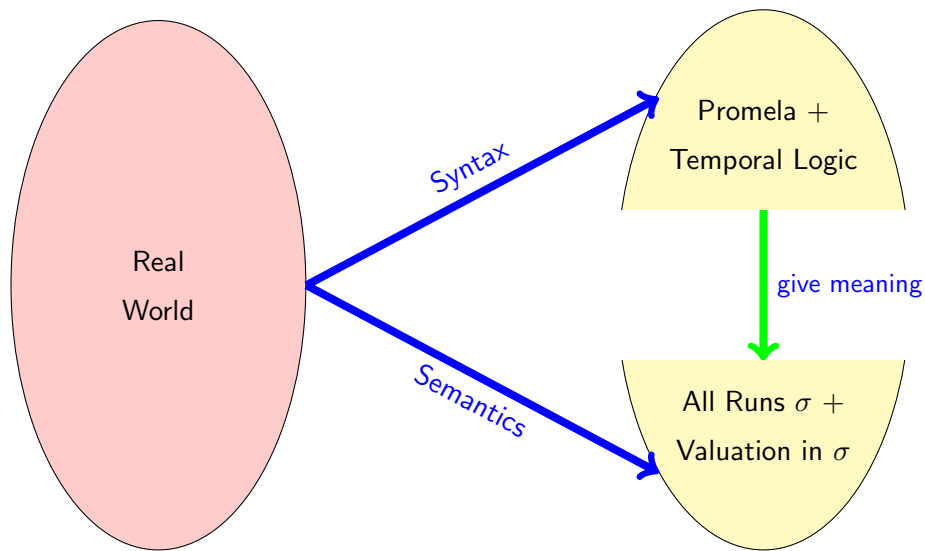 Real
World
Syntax
Semantics
Promela +
Temporal Logic
give meaning
All Runs σ +
Valuation in σ